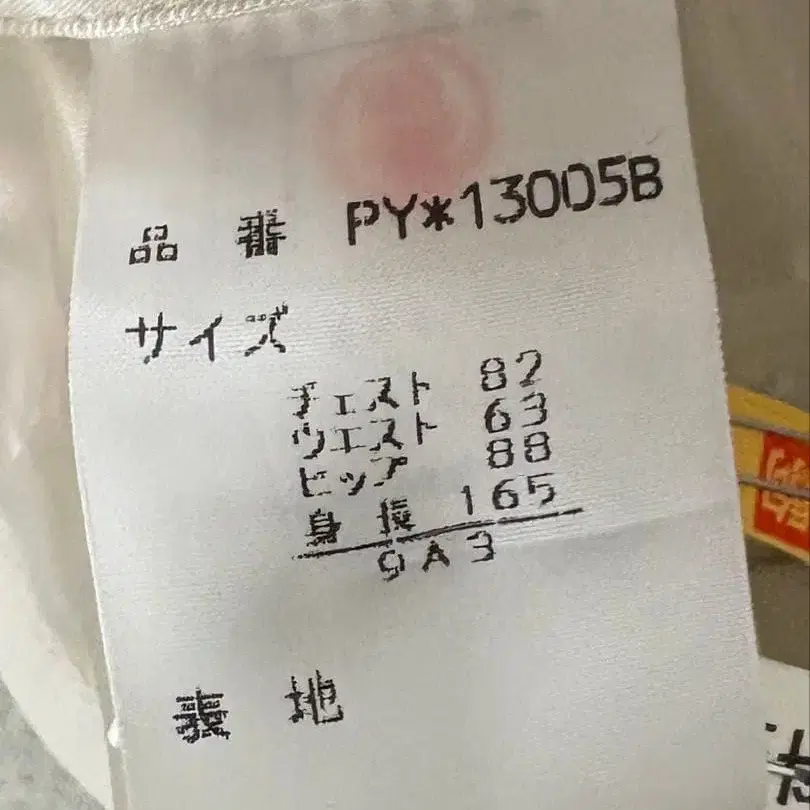 品番 PY*13005B
サイズ
チェスト 82
ウエスト 63
ヒップ 88
身長 165
9A3
表地